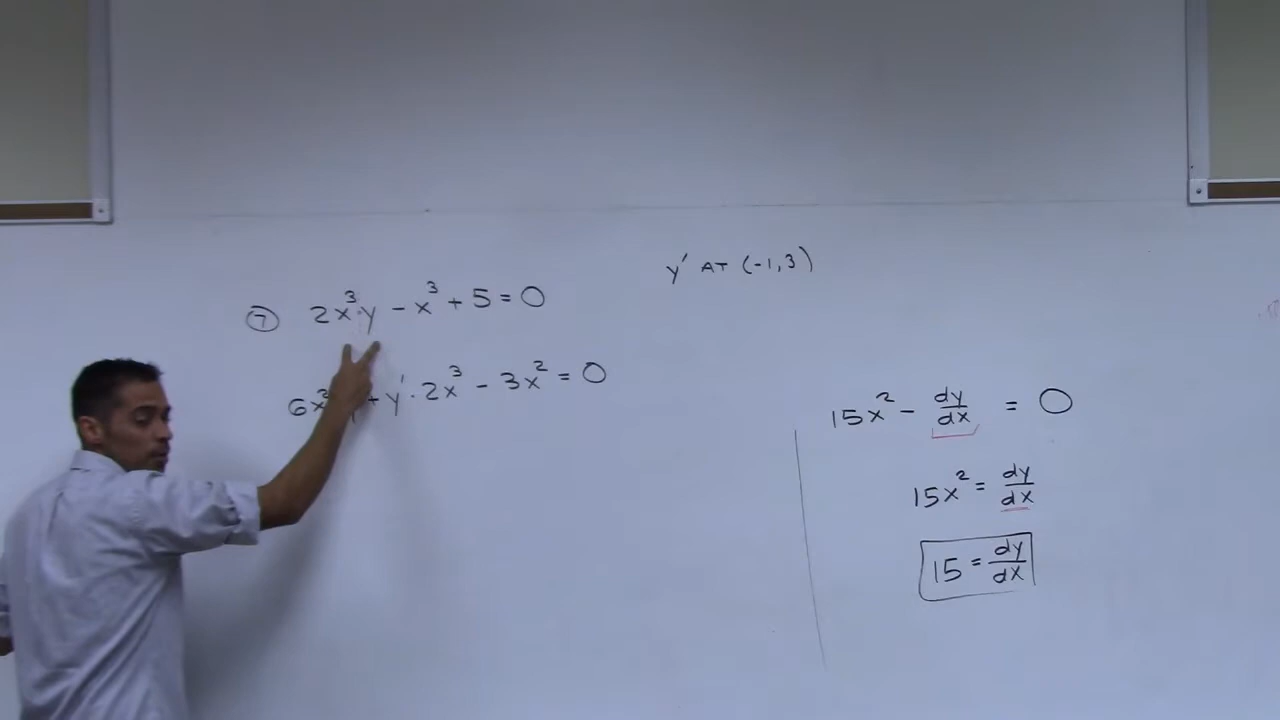 y' AT (-1,3)
⑦ 2x³·y - x³ + 5 = 0
6x² y + y' · 2x³ - 3x² = 0
15x² - dy/dx = 0
15x² = dy/dx
15 = dy/dx